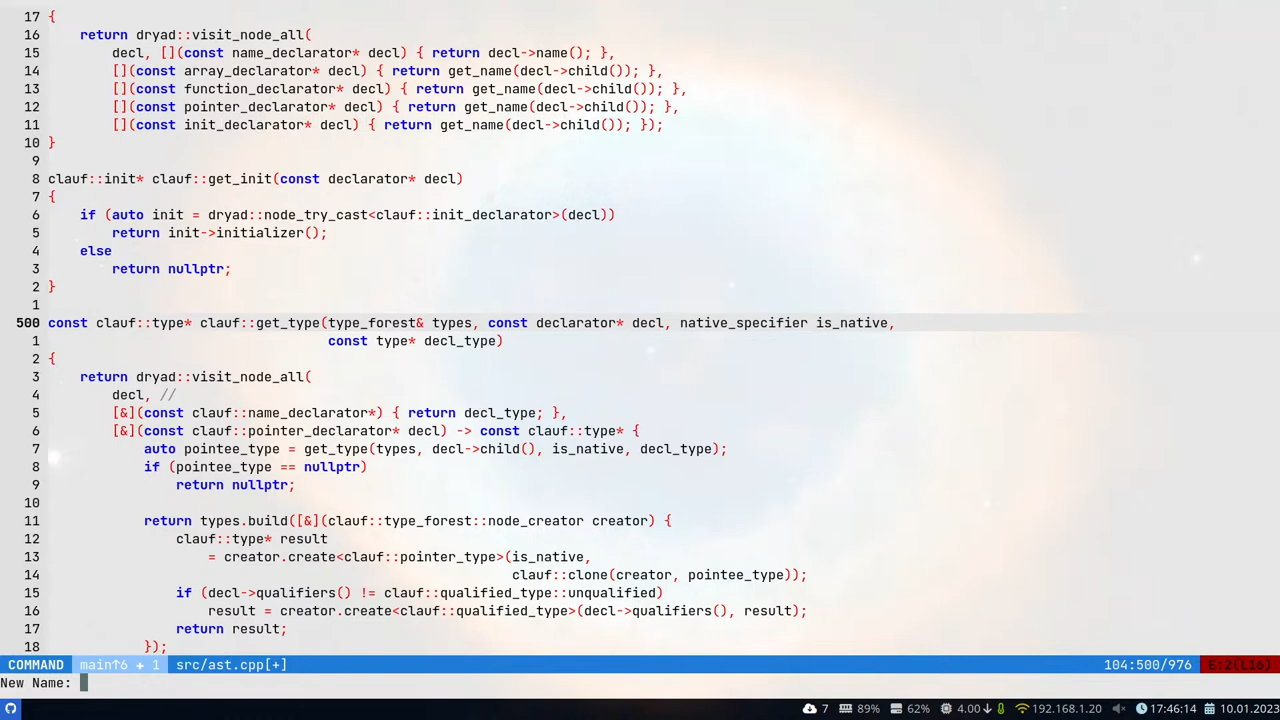 17 {
16     return dryad::visit_node_all(
15         decl, [](const name_declarator* decl) { return decl->name(); },
14         [](const array_declarator* decl) { return get_name(decl->child()); },
13         [](const function_declarator* decl) { return get_name(decl->child()); },
12         [](const pointer_declarator* decl) { return get_name(decl->child()); },
11         [](const init_declarator* decl) { return get_name(decl->child()); });
10 }
9
8 clauf::init* clauf::get_init(const declarator* decl)
7 {
6     if (auto init = dryad::node_try_cast<clauf::init_declarator>(decl))
5         return init->initializer();
4     else
3         return nullptr;
2 }
1
500 const clauf::type* clauf::get_type(type_forest& types, const declarator* decl, native_specifier is_native,
1                                    const type* decl_type)
2 {
3     return dryad::visit_node_all(
4         decl, //
5         [&](const clauf::name_declarator*) { return decl_type; },
6         [&](const clauf::pointer_declarator* decl) -> const clauf::type* {
7             auto pointee_type = get_type(types, decl->child(), is_native, decl_type);
8             if (pointee_type == nullptr)
9                 return nullptr;
10
11             return types.build([&](clauf::type_forest::node_creator creator) {
12                 clauf::type* result
13                     = creator.create<clauf::pointer_type>(is_native,
14                                                           clauf::clone(creator, pointee_type));
15                 if (decl->qualifiers() != clauf::qualified_type::unqualified)
16                     result = creator.create<clauf::qualified_type>(decl->qualifiers(), result);
17                 return result;
18             });
COMMAND main↑6 + 1 src/ast.cpp[+] 104:500/976 E:2(L16)
New Name:
7 89% 62% 4.00 192.168.1.20 17:46:14 10.01.2023